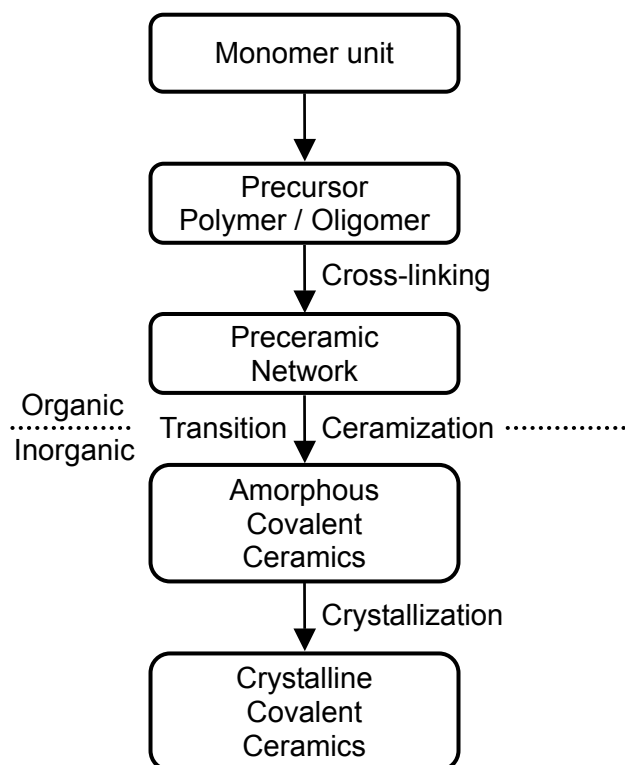 Monomer unit
Precursor
Polymer / Oligomer
Cross-linking
Preceramic
Network
Organic
Transition Ceramization
Inorganic
Amorphous
Covalent
Ceramics
Crystallization
Crystalline
Covalent
Ceramics